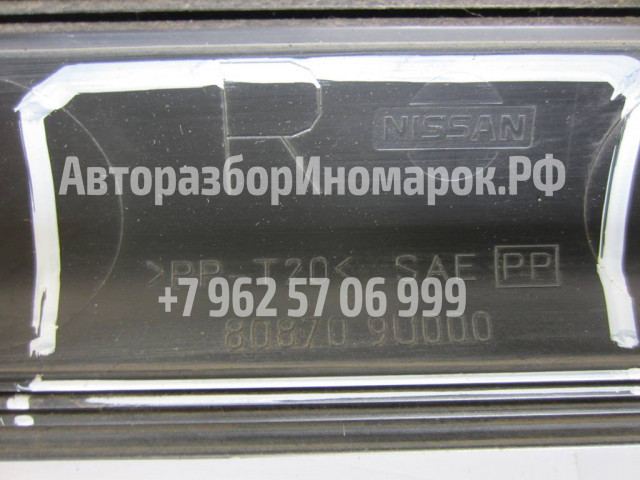 R NISSAN
АвторазборИномарок.РФ
>PP-T20< SAE PP
+7 962 57 06 999
80870 9U000